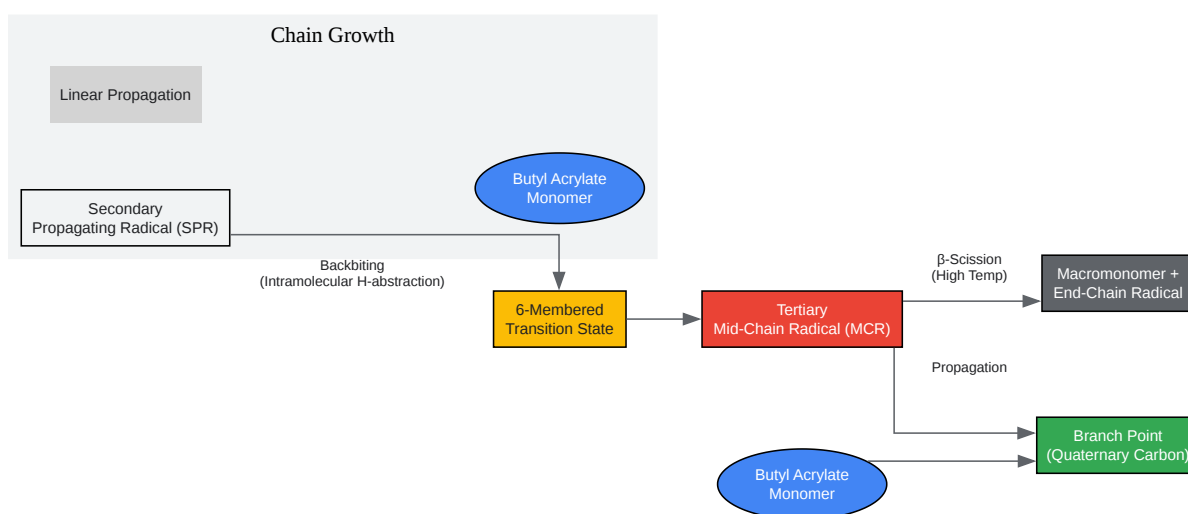 Chain Growth
Linear Propagation
Butyl Acrylate
Monomer
Secondary
Propagating Radical (SPR)
Backbiting
(Intramolecular H-abstraction)
6-Membered
Transition State
Tertiary
Mid-Chain Radical (MCR)
β-Scission
(High Temp)
Macromonomer +
End-Chain Radical
Propagation
Branch Point
(Quaternary Carbon)
Butyl Acrylate
Monomer